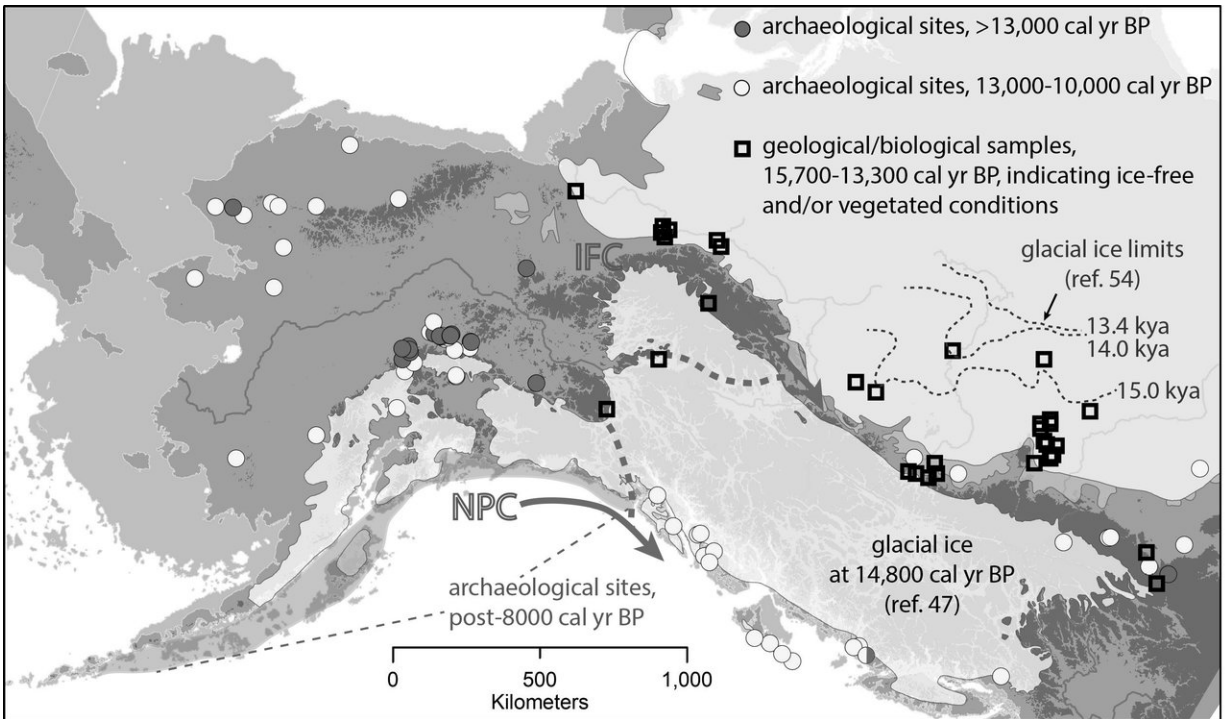 archaeological sites, >13,000 cal yr BP
archaeological sites, 13,000-10,000 cal yr BP
geological/biological samples,
15,700-13,300 cal yr BP, indicating ice-free
and/or vegetated conditions
IFC
glacial ice limits
(ref. 54)
13.4 kya
14.0 kya
15.0 kya
NPC
glacial ice
at 14,800 cal yr BP
(ref. 47)
archaeological sites,
post-8000 cal yr BP
0 500 1,000
Kilometers